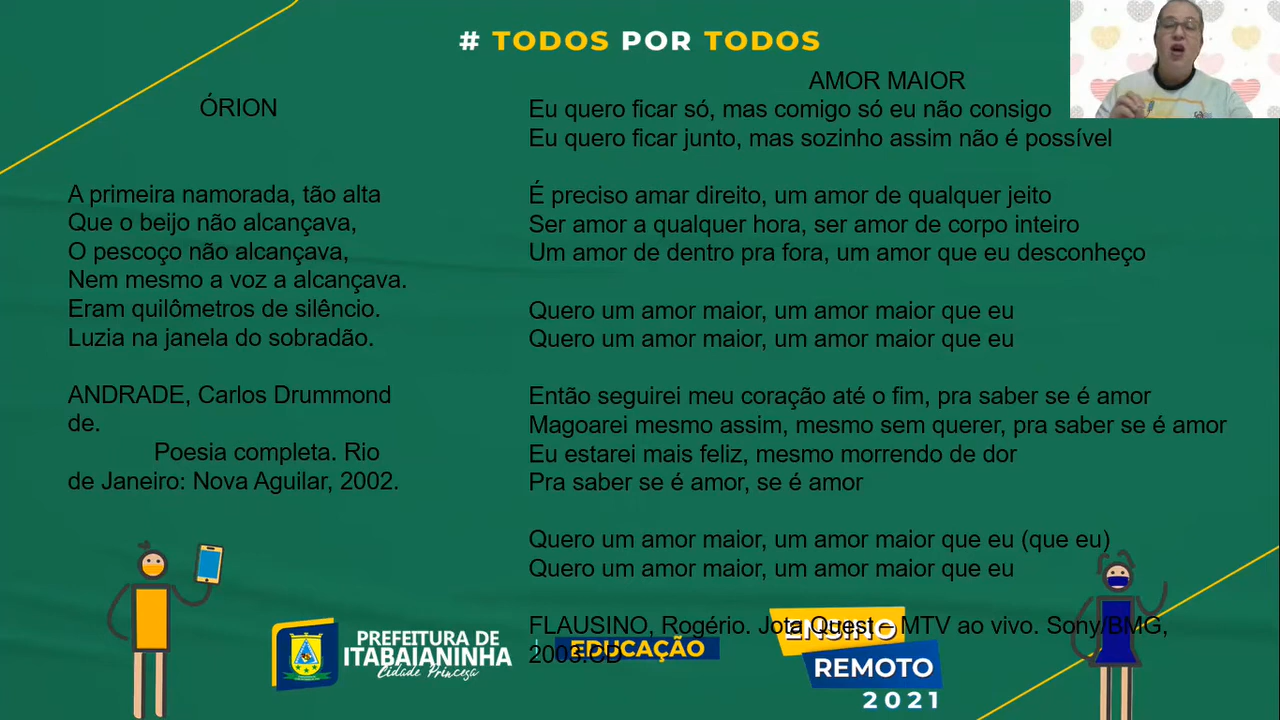 # TODOS POR TODOS
ÓRION
A primeira namorada, tão alta
Que o beijo não alcançava,
O pescoço não alcançava,
Nem mesmo a voz a alcançava.
Eram quilômetros de silêncio.
Luzia na janela do sobradão.
ANDRADE, Carlos Drummond
de.
Poesia completa. Rio
de Janeiro: Nova Aguilar, 2002.
AMOR MAIOR
Eu quero ficar só, mas comigo só eu não consigo
Eu quero ficar junto, mas sozinho assim não é possível
É preciso amar direito, um amor de qualquer jeito
Ser amor a qualquer hora, ser amor de corpo inteiro
Um amor de dentro pra fora, um amor que eu desconheço
Quero um amor maior, um amor maior que eu
Quero um amor maior, um amor maior que eu
Então seguirei meu coração até o fim, pra saber se é amor
Magoarei mesmo assim, mesmo sem querer, pra saber se é amor
Eu estarei mais feliz, mesmo morrendo de dor
Pra saber se é amor, se é amor
Quero um amor maior, um amor maior que eu (que eu)
Quero um amor maior, um amor maior que eu
FLAUSINO, Rogério. Jota Quest – MTV ao vivo. Sony/BMG,
2003.CD
PREFEITURA DE
ITABAIANINHA
Cidade Princesa
EDUCAÇÃO
ENSINO
REMOTO
2021